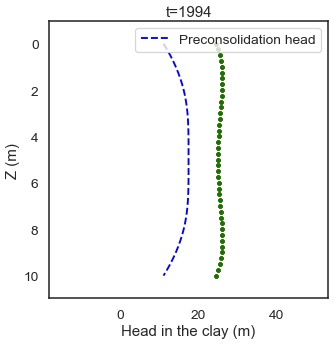 t=1994
Preconsolidation head
0
2
4
6
8
10
Z (m)
0
20
40
Head in the clay (m)